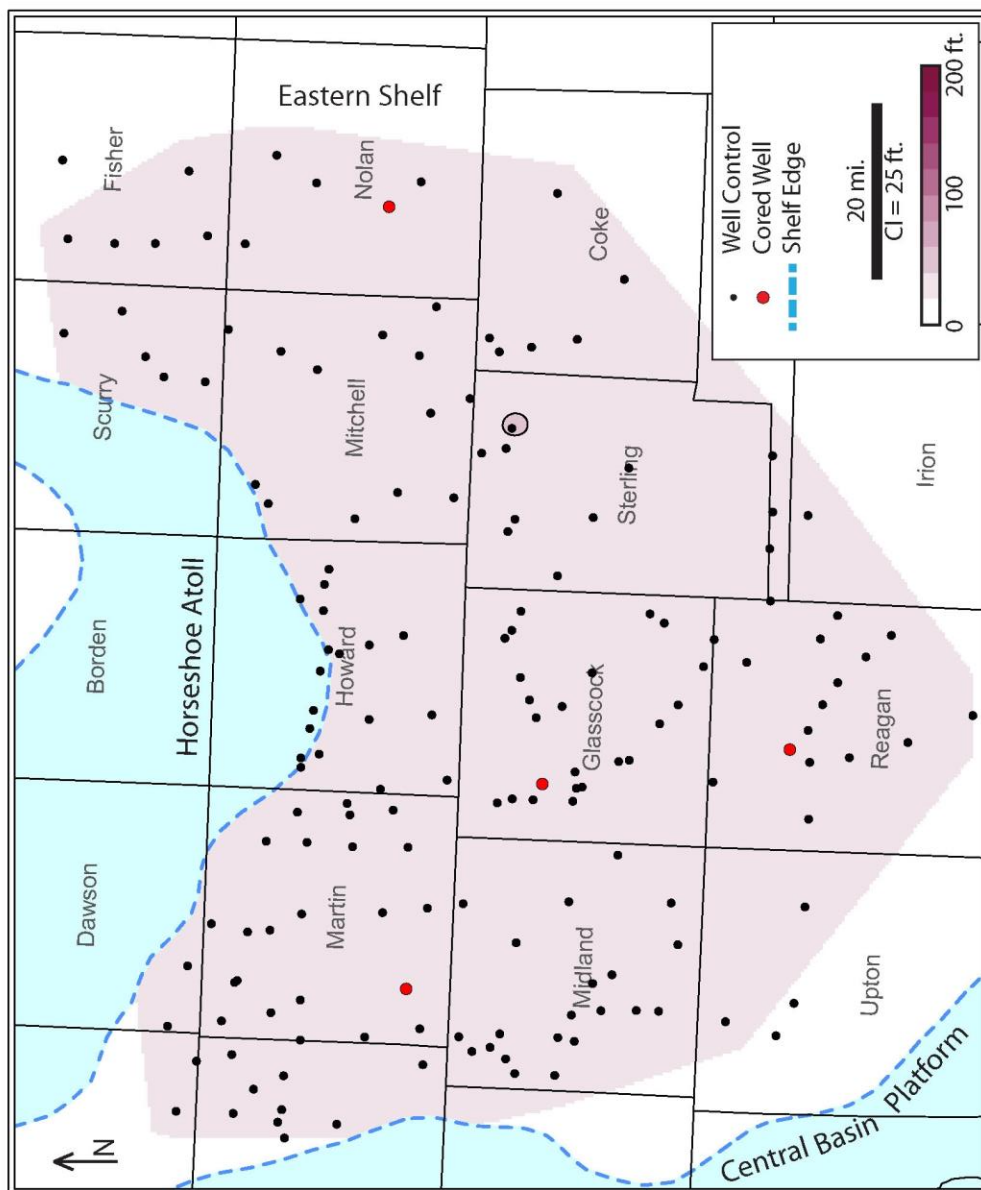 N
Dawson
Borden
Scurry
Fisher
Horseshoe Atoll
Martin
Howard
Mitchell
Nolan
Eastern Shelf
Midland
Glasscock
Sterling
Coke
Upton
Reagan
Irion
Central Basin Platform
Well Control
Cored Well
Shelf Edge
20 mi.
CI = 25 ft.
0 100 200 ft.